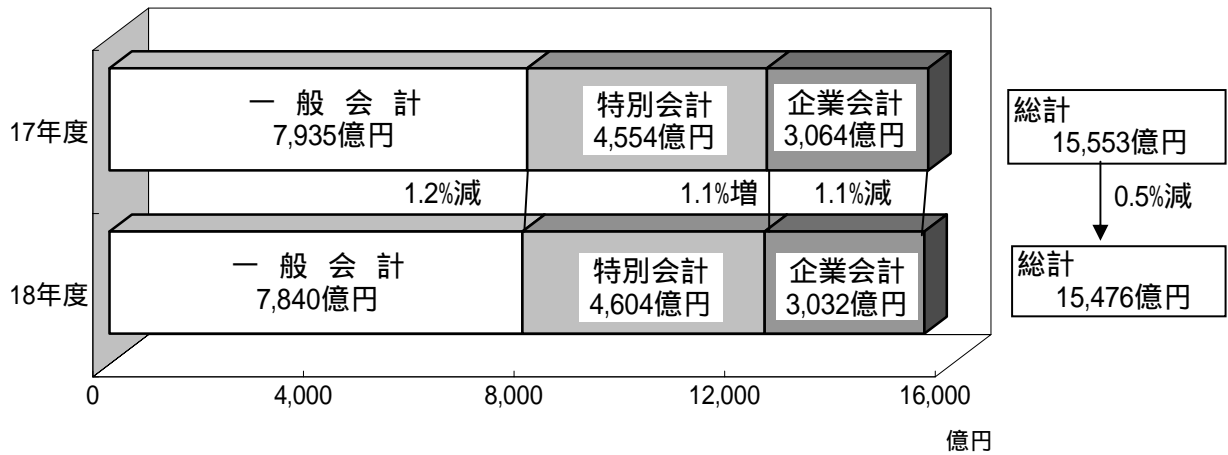 一 般 会 計
7,935億円
特別会計
4,554億円
企業会計
3,064億円
17年度
総計
15,553億円
1.2%減
1.1%増
1.1%減
0.5%減
一 般 会 計
7,840億円
特別会計
4,604億円
企業会計
3,032億円
18年度
総計
15,476億円
0
4,000
8,000
12,000
16,000
億円